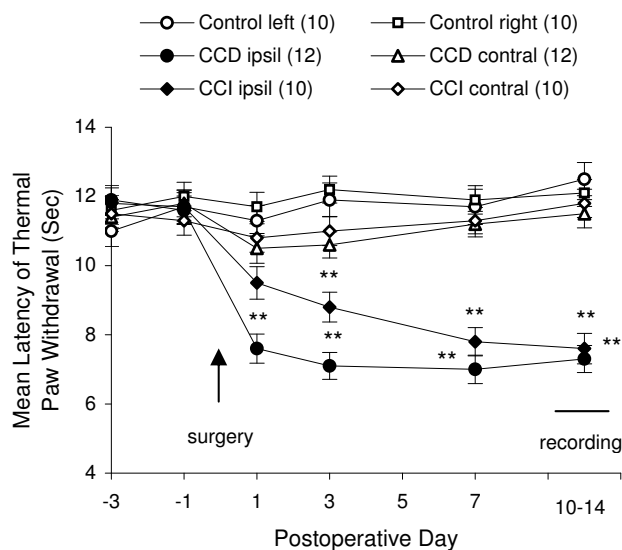 Control left (10) Control right (10)
CCD ipsil (12) CCD contral (12)
CCI ipsil (10) CCI contral (10)
Mean Latency of Thermal
Paw Withdrawal (Sec)
14
12
10
8
6
4
**
**
**
**
**
**
surgery
recording
-3 -1 1 3 5 7 10-14
Postoperative Day